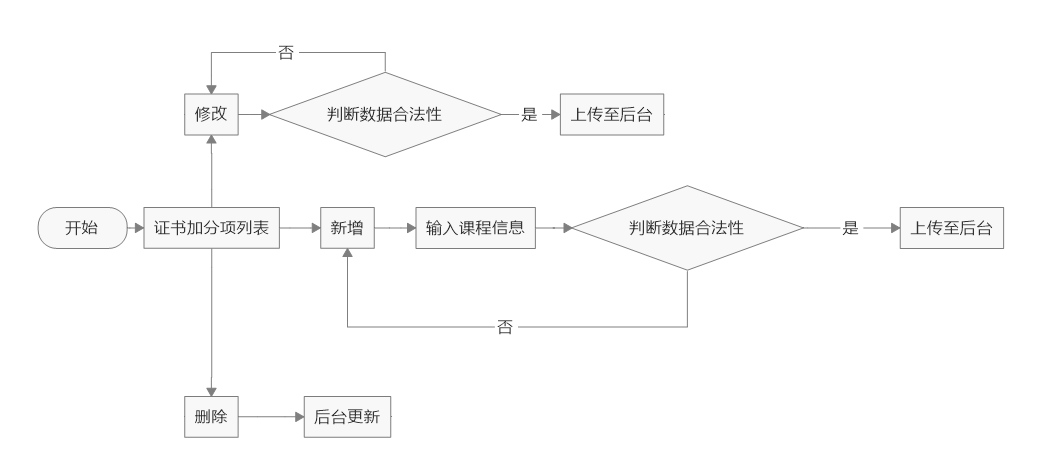 否
修改
判断数据合法性
是
上传至后台
开始
证书加分项列表
新增
输入课程信息
判断数据合法性
是
上传至后台
否
删除
后台更新